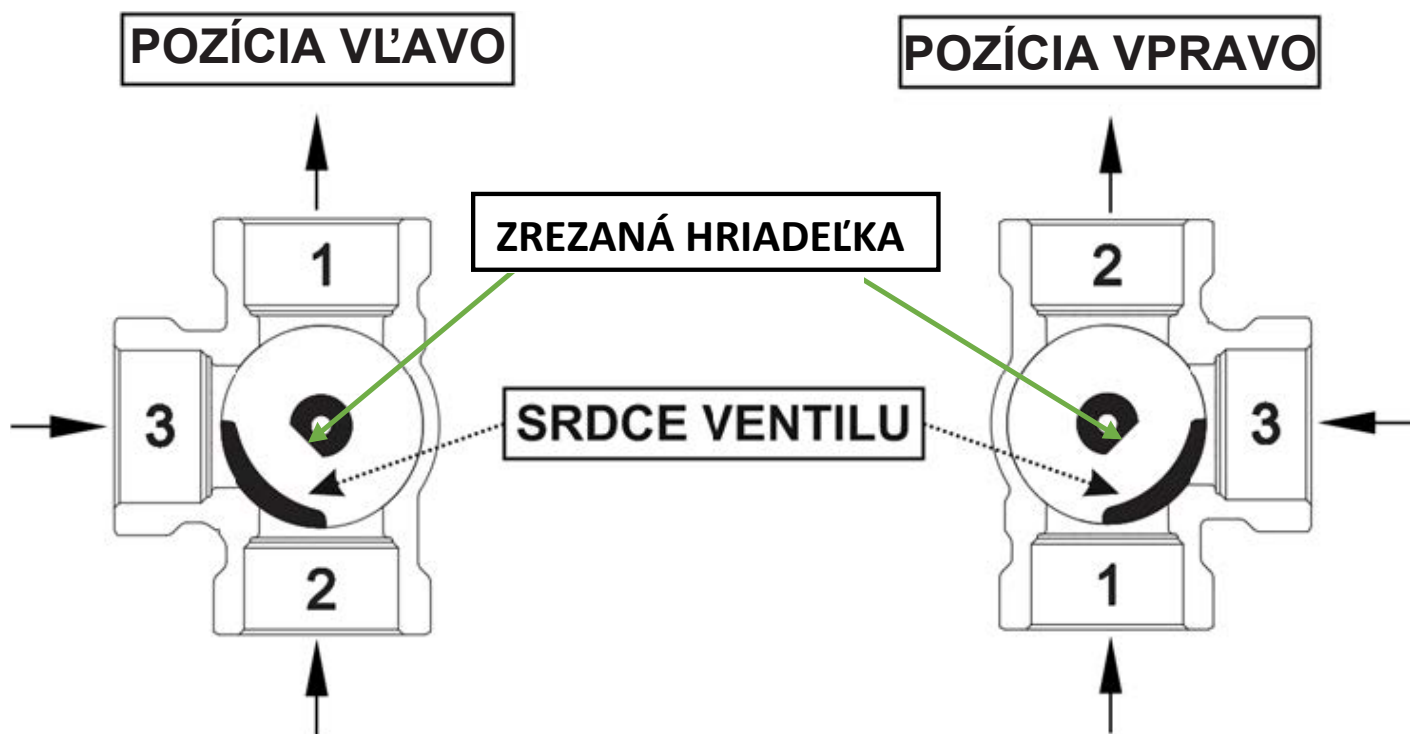 POZÍCIA VĽAVO
POZÍCIA VPRAVO
ZREZANÁ HRIADEĽKA
1
2
3
SRDCE VENTILU
3
2
1